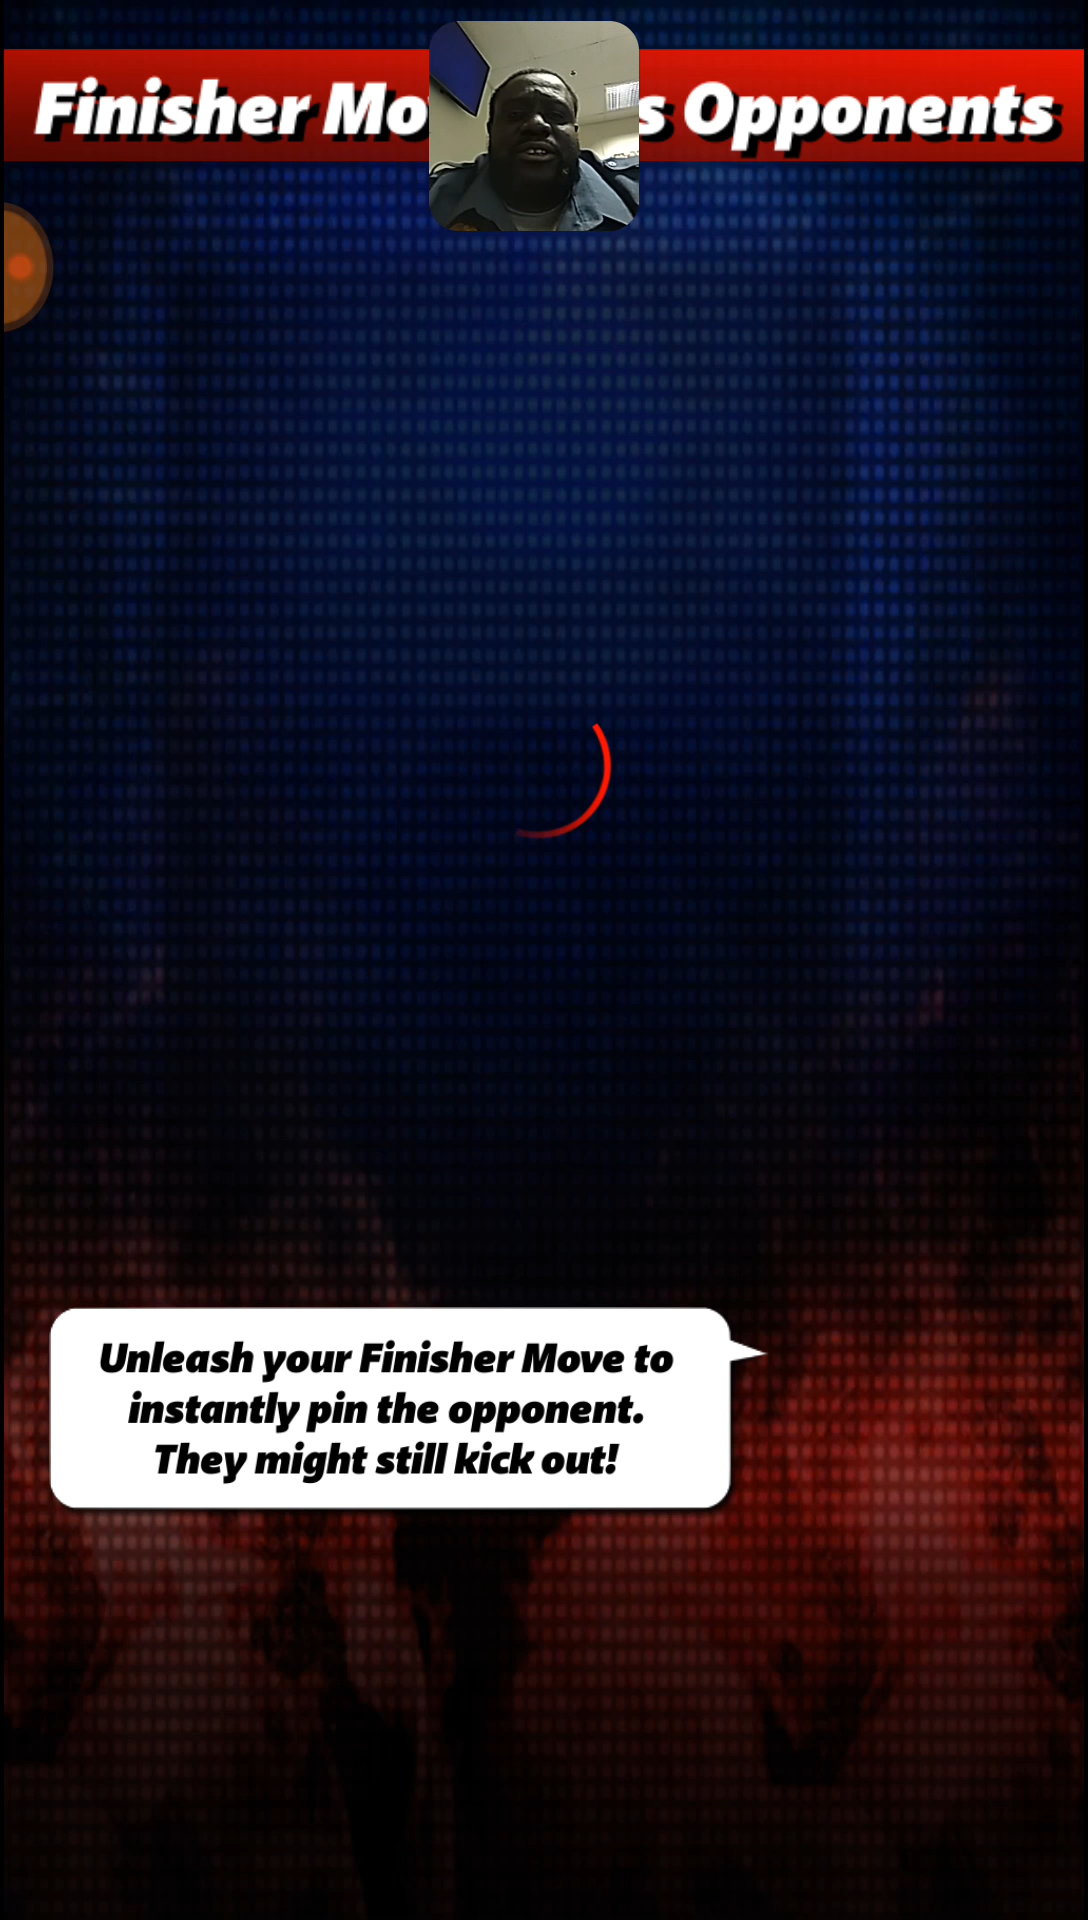 Finisher Mo s Opponents
Unleash your Finisher Move to
instantly pin the opponent.
They might still kick out!